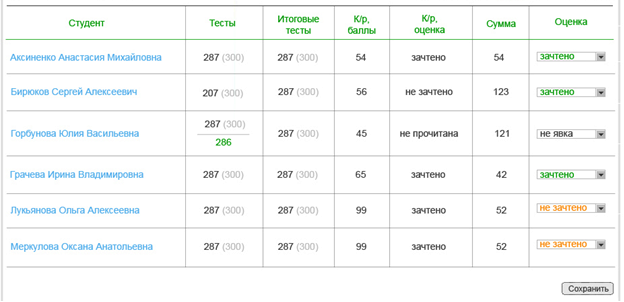 Студент Тесты Итоговые тесты К/р, баллы К/р, оценка Сумма Оценка
Аксиненко Анастасия Михайловна 287 (300) 287 (300) 54 зачтено 54 зачтено
Бирюков Сергей Алексеевич 207 (300) 287 (300) 56 не зачтено 123 зачтено
Горбунова Юлия Васильевна 287 (300) 286 287 (300) 45 не прочитана 121 не явка
Грачева Ирина Владимировна 287 (300) 287 (300) 65 зачтено 42 зачтено
Лукьянова Ольга Алексеевна 287 (300) 287 (300) 99 зачтено 52 не зачтено
Меркулова Оксана Анатольевна 287 (300) 287 (300) 99 зачтено 52 не зачтено
Сохранить